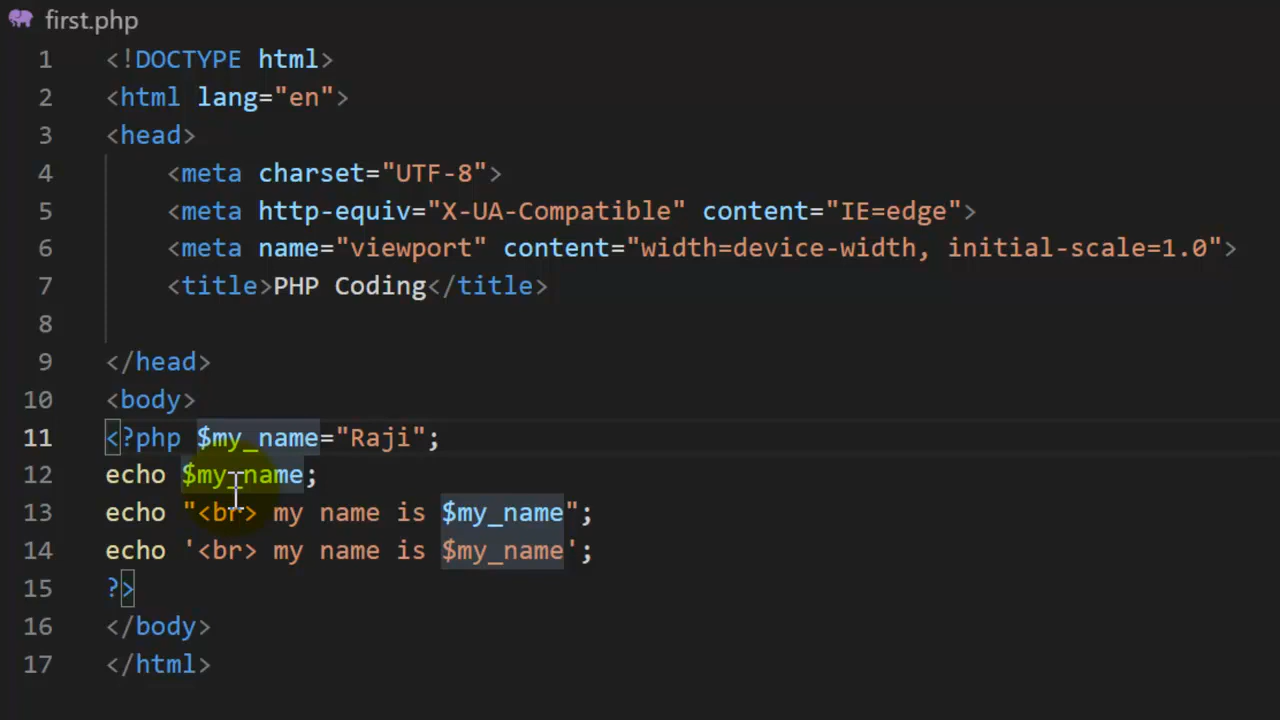 first.php
1 <!DOCTYPE html>
2 <html lang="en">
3 <head>
4     <meta charset="UTF-8">
5     <meta http-equiv="X-UA-Compatible" content="IE=edge">
6     <meta name="viewport" content="width=device-width, initial-scale=1.0">
7     <title>PHP Coding</title>
8
9 </head>
10 <body>
11 <?php $my_name="Raji";
12 echo $my_name;
13 echo "<br> my name is $my_name";
14 echo '<br> my name is $my_name';
15 ?>
16 </body>
17 </html>